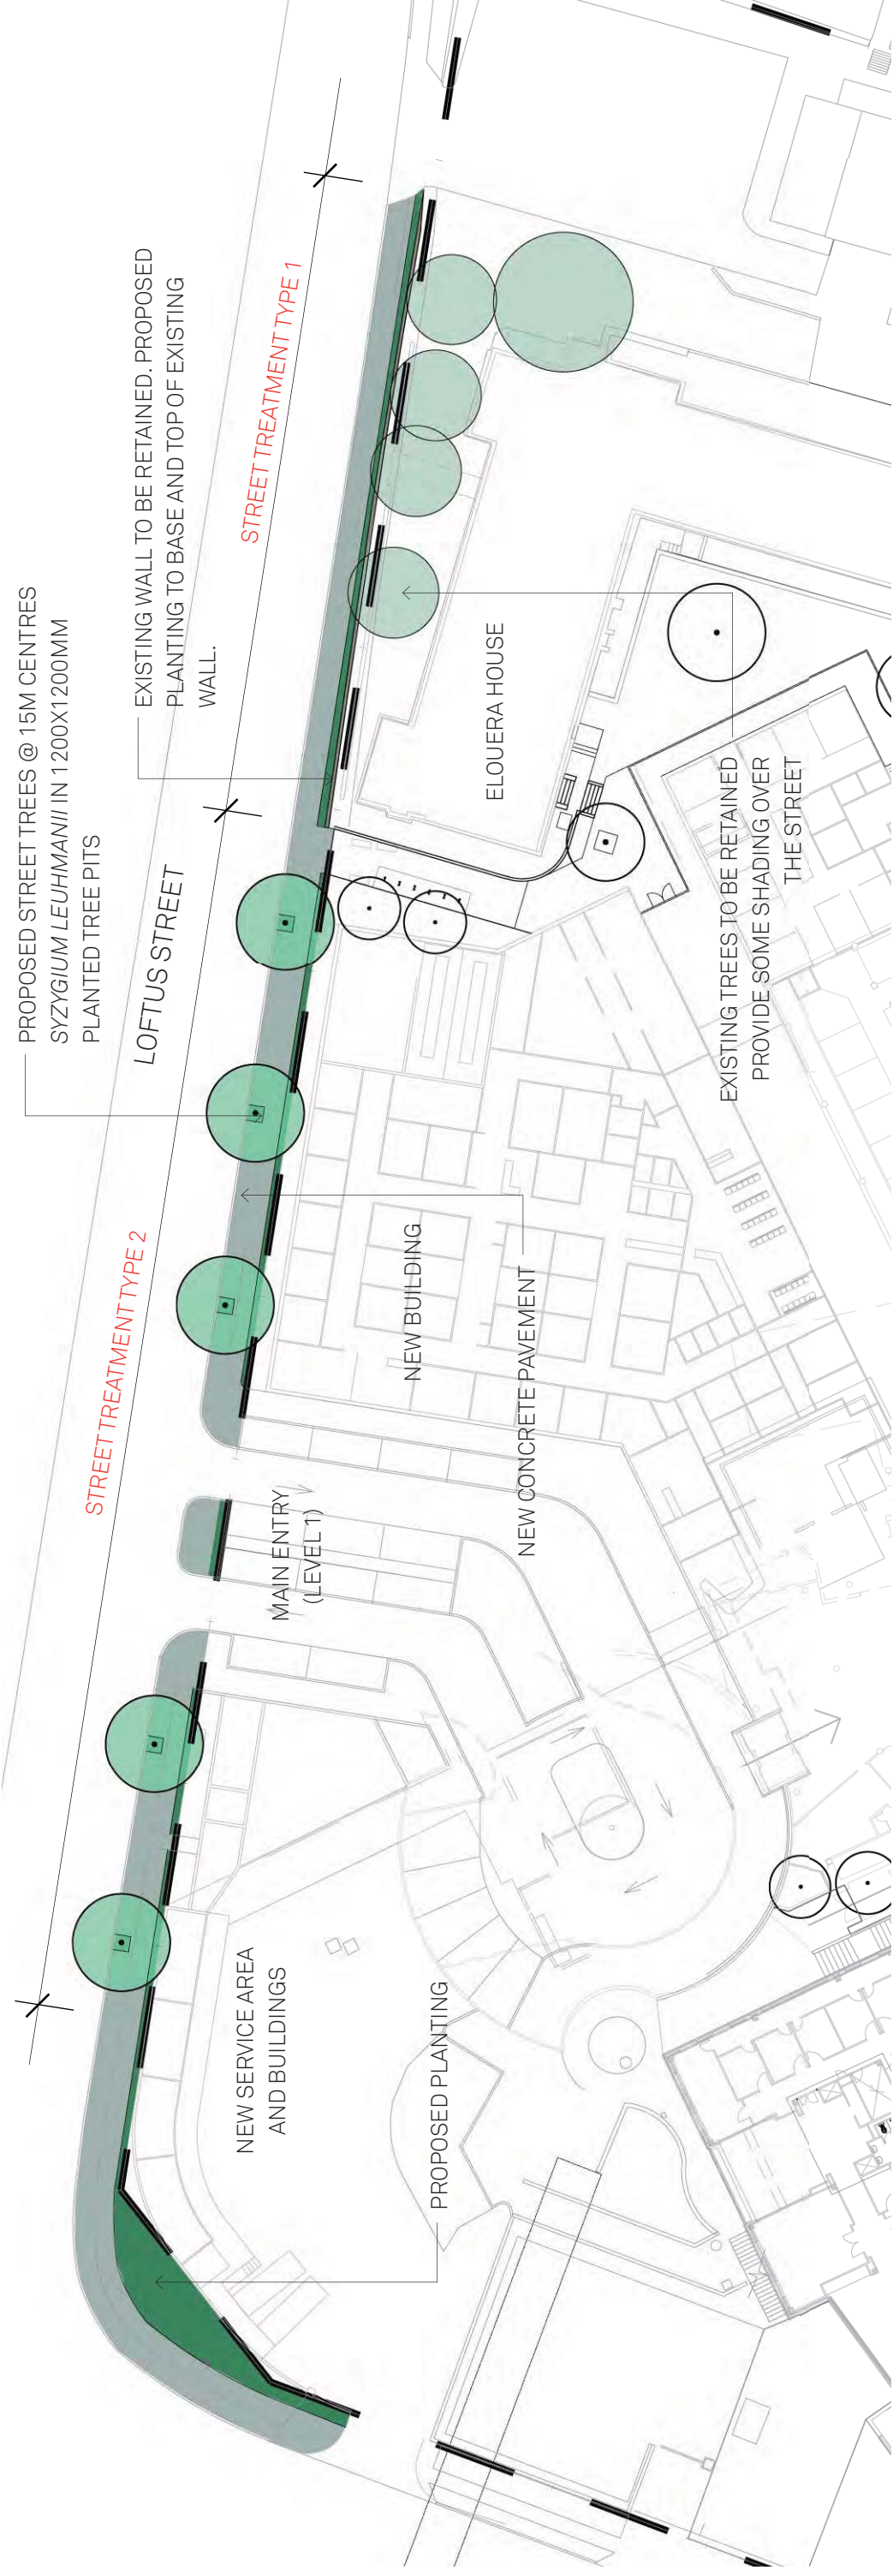 PROPOSED STREET TREES @ 15M CENTRES
SYZYGIUM LEUHMANII IN 1200X1200MM
PLANTED TREE PITS
EXISTING WALL TO BE RETAINED. PROPOSED
PLANTING TO BASE AND TOP OF EXISTING
WALL.
STREET TREATMENT TYPE 2
LOFTUS STREET
STREET TREATMENT TYPE 1
NEW SERVICE AREA
AND BUILDINGS
MAIN ENTRY
(LEVEL 1)
NEW BUILDING
ELOUERA HOUSE
PROPOSED PLANTING
NEW CONCRETE PAVEMENT
EXISTING TREES TO BE RETAINED
PROVIDE SOME SHADING OVER
THE STREET